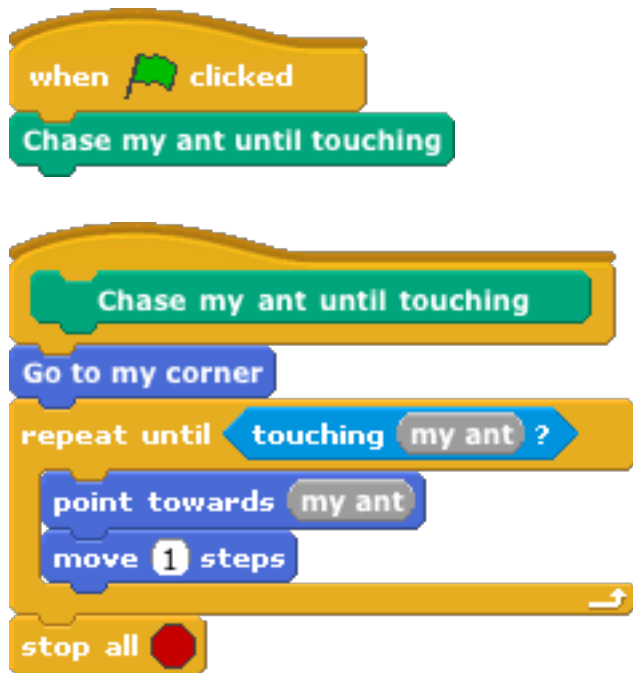 when clicked
Chase my ant until touching
Chase my ant until touching
Go to my corner
repeat until touching my ant ?
point towards my ant
move 1 steps
stop all